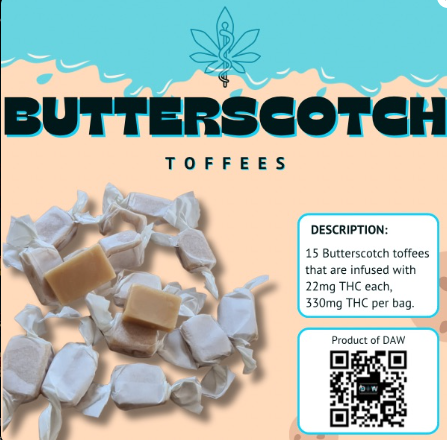 BUTTERSCOTCH
TOFFEES
DESCRIPTION:
15 Butterscotch toffees
that are infused with
22mg THC each,
330mg THC per bag.
Product of DAW